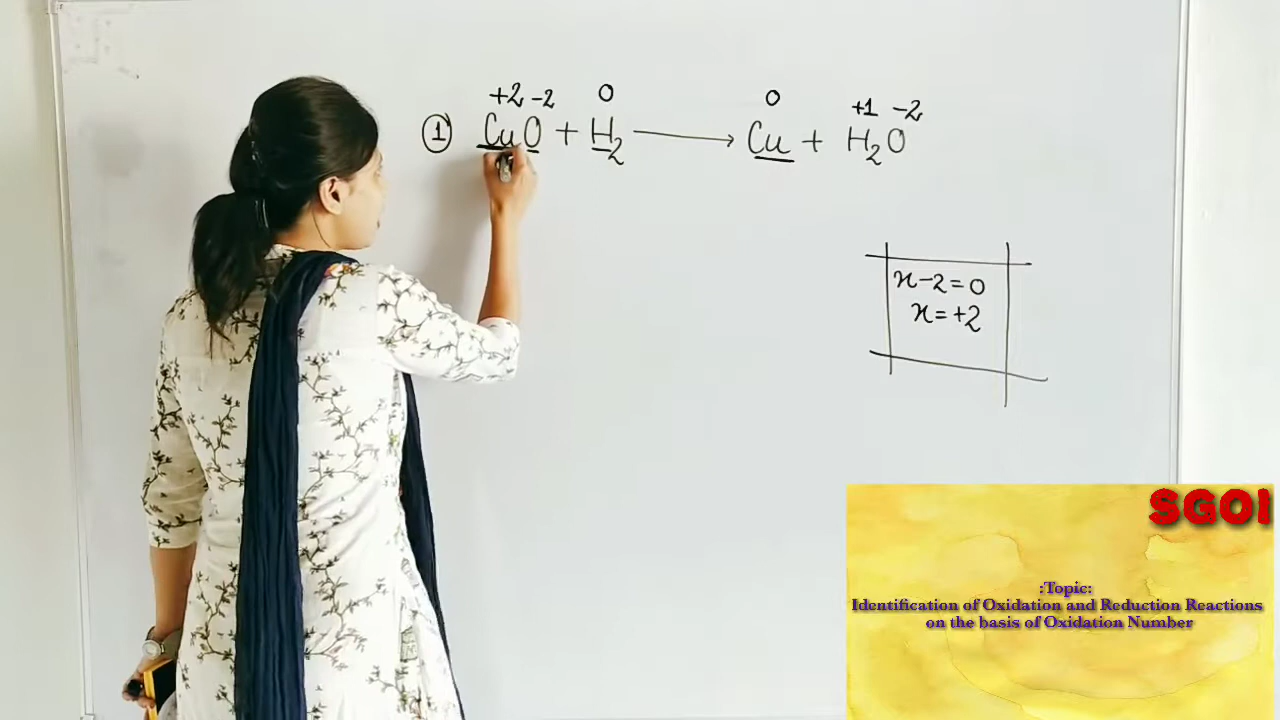 +2 -2 0 0 +1 -2
① CuO + H₂ ⟶ Cu + H₂O
x-2=0
x=+2
SGOI
:Topic:
Identification of Oxidation and Reduction Reactions
on the basis of Oxidation Number